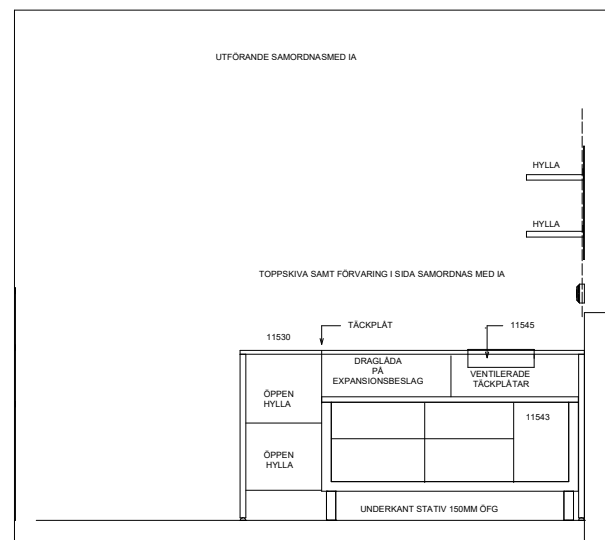 UTFÖRANDE SAMORDNASMED IA
HYLLA
HYLLA
TOPPSKIVA SAMT FÖRVARING I SIDA SAMORDNAS MED IA
TÄCKPLÅT
11545
11530
DRAGLÅDA
PÅ
EXPANSIONSBESLAG
VENTILERADE
TÄCKPLÅTAR
ÖPPEN
HYLLA
11543
ÖPPEN
HYLLA
UNDERKANT STATIV 150MM ÖFG